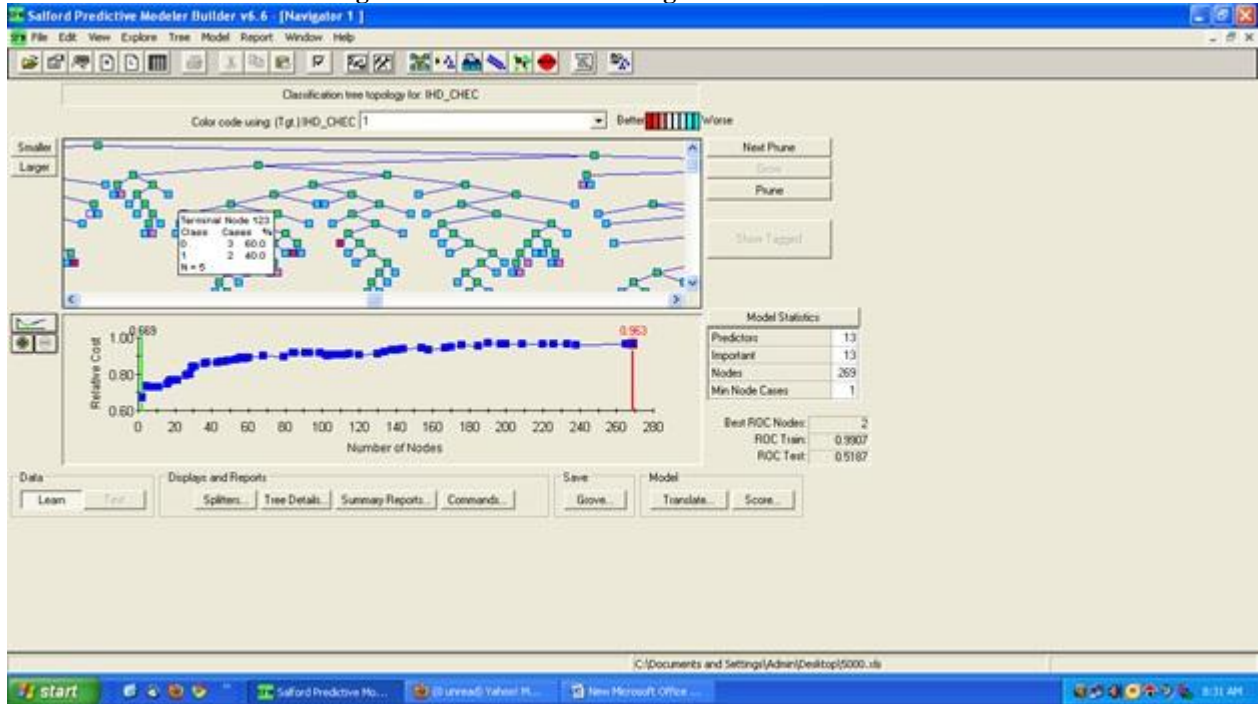 Salford Predictive Modeler Builder v6.6 - [Navigator 1 ]
File Edit View Explore Tree Model Report Window Help
Classification tree topology for: IHD_CHEC
Color code using: (Tgt.) IHD_CHEC 1
Better Worse
Smaller
Larger
Next Prune
Grow
Prune
Show Tagged
Terminal Node 123
Class Cases %
0 3 60.0
1 2 40.0
N = 5
0.669
0.963
Relative Cost
1.00
0.80
0.60
0 20 40 60 80 100 120 140 160 180 200 220 240 260 280
Number of Nodes
Model Statistics
Predictors 13
Important 13
Nodes 269
Min Node Cases 1
Best ROC Nodes: 2
ROC Train: 0.9907
ROC Test: 0.5187
Data
Learn Test
Displays and Reports
Splitters... Tree Details... Summary Reports... Commands...
Save
Grove...
Model
Translate... Score...
C:\Documents and Settings\Admin\Desktop\5000.xls
start
Salford Predictive Mo...
(0 unread) Yahoo! M...
New Microsoft Office ...
8:31 AM